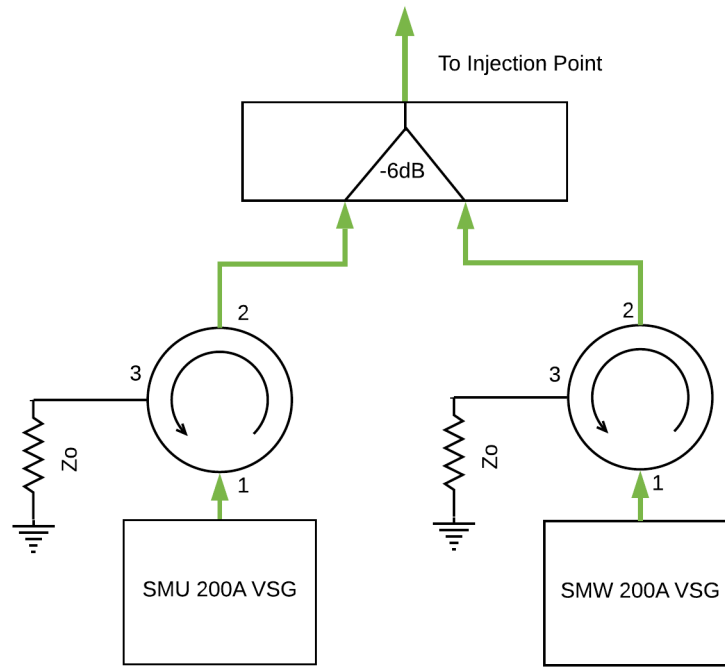 To Injection Point
-6dB
2
2
3
3
Zo
Zo
1
1
SMU 200A VSG
SMW 200A VSG